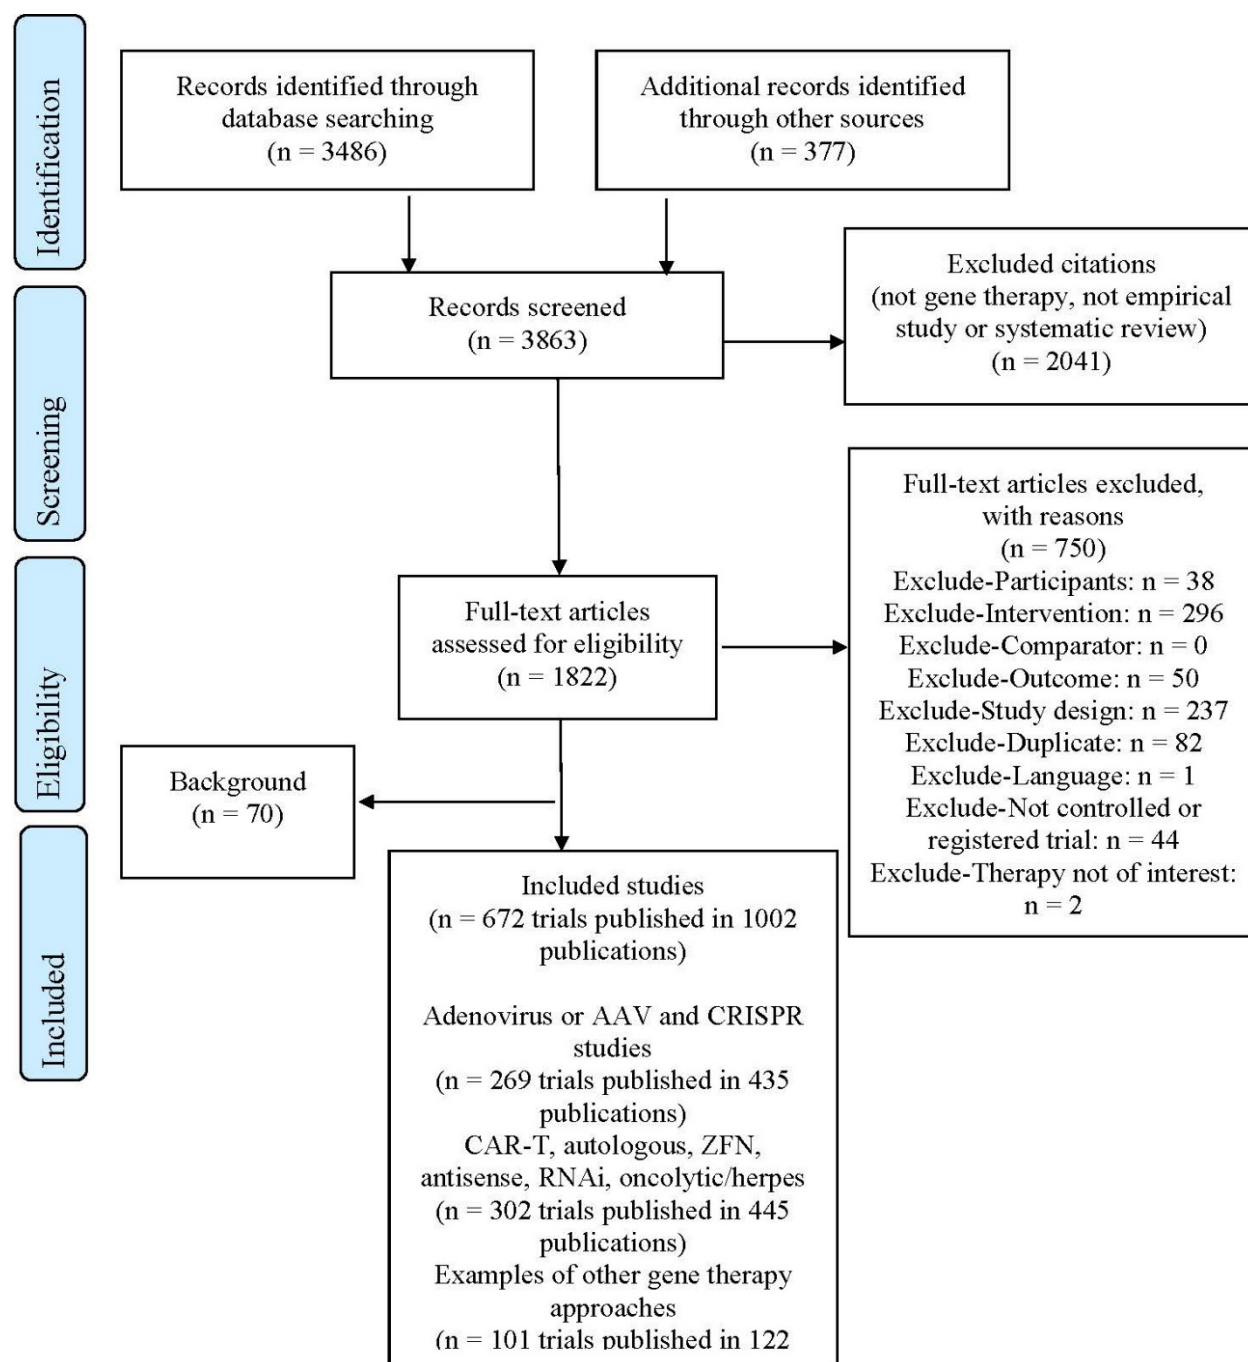 Identification
Records identified through
database searching
(n = 3486)
Additional records identified
through other sources
(n = 377)
Screening
Records screened
(n = 3863)
Excluded citations
(not gene therapy, not empirical
study or systematic review)
(n = 2041)
Eligibility
Full-text articles
assessed for eligibility
(n = 1822)
Full-text articles excluded,
with reasons
(n = 750)
Exclude-Participants: n = 38
Exclude-Intervention: n = 296
Exclude-Comparator: n = 0
Exclude-Outcome: n = 50
Exclude-Study design: n = 237
Exclude-Duplicate: n = 82
Exclude-Language: n = 1
Exclude-Not controlled or
registered trial: n = 44
Exclude-Therapy not of interest:
n = 2
Background
(n = 70)
Included
Included studies
(n = 672 trials published in 1002
publications)
Adenovirus or AAV and CRISPR
studies
(n = 269 trials published in 435
publications)
CAR-T, autologous, ZFN,
antisense, RNAi, oncolytic/herpes
(n = 302 trials published in 445
publications)
Examples of other gene therapy
approaches
(n = 101 trials published in 122